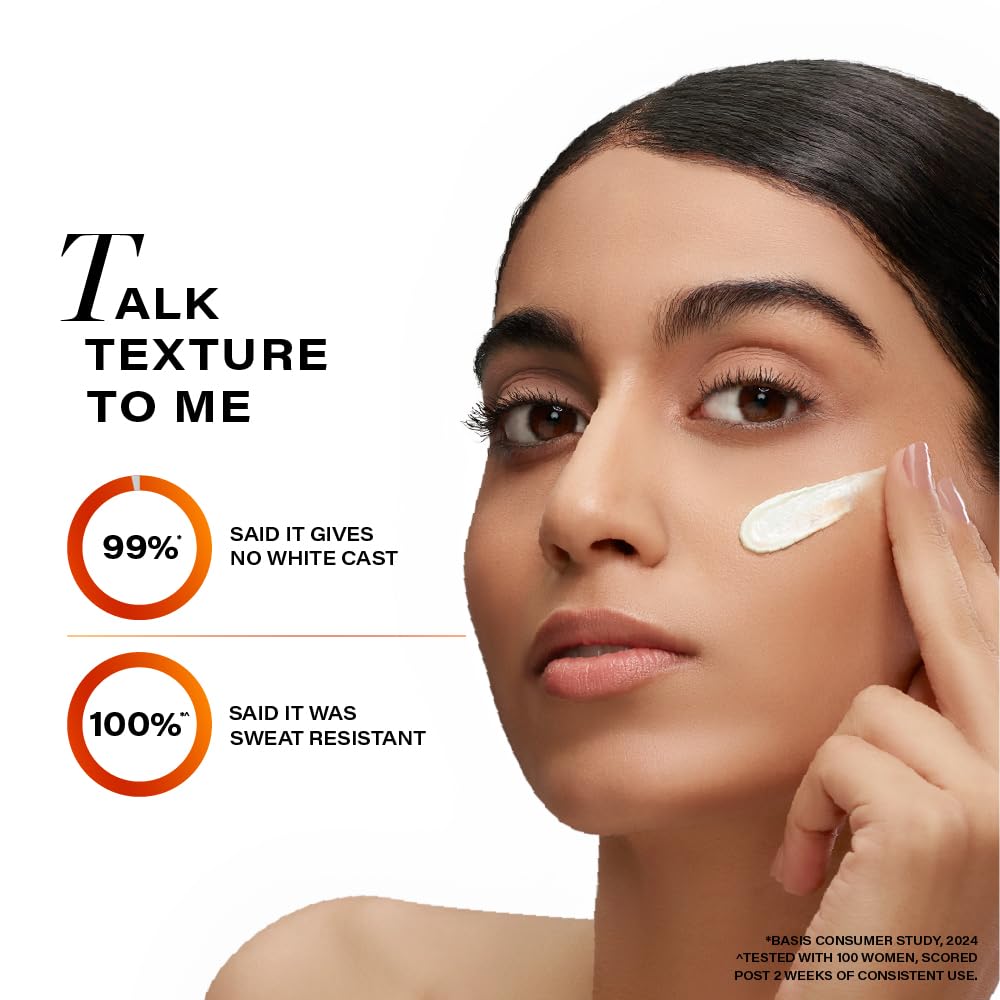 TALK
TEXTURE
TO ME
99%*
SAID IT GIVES
NO WHITE CAST
100%*^
SAID IT WAS
SWEAT RESISTANT
*BASIS CONSUMER STUDY, 2024
^TESTED WITH 100 WOMEN, SCORED
POST 2 WEEKS OF CONSISTENT USE.